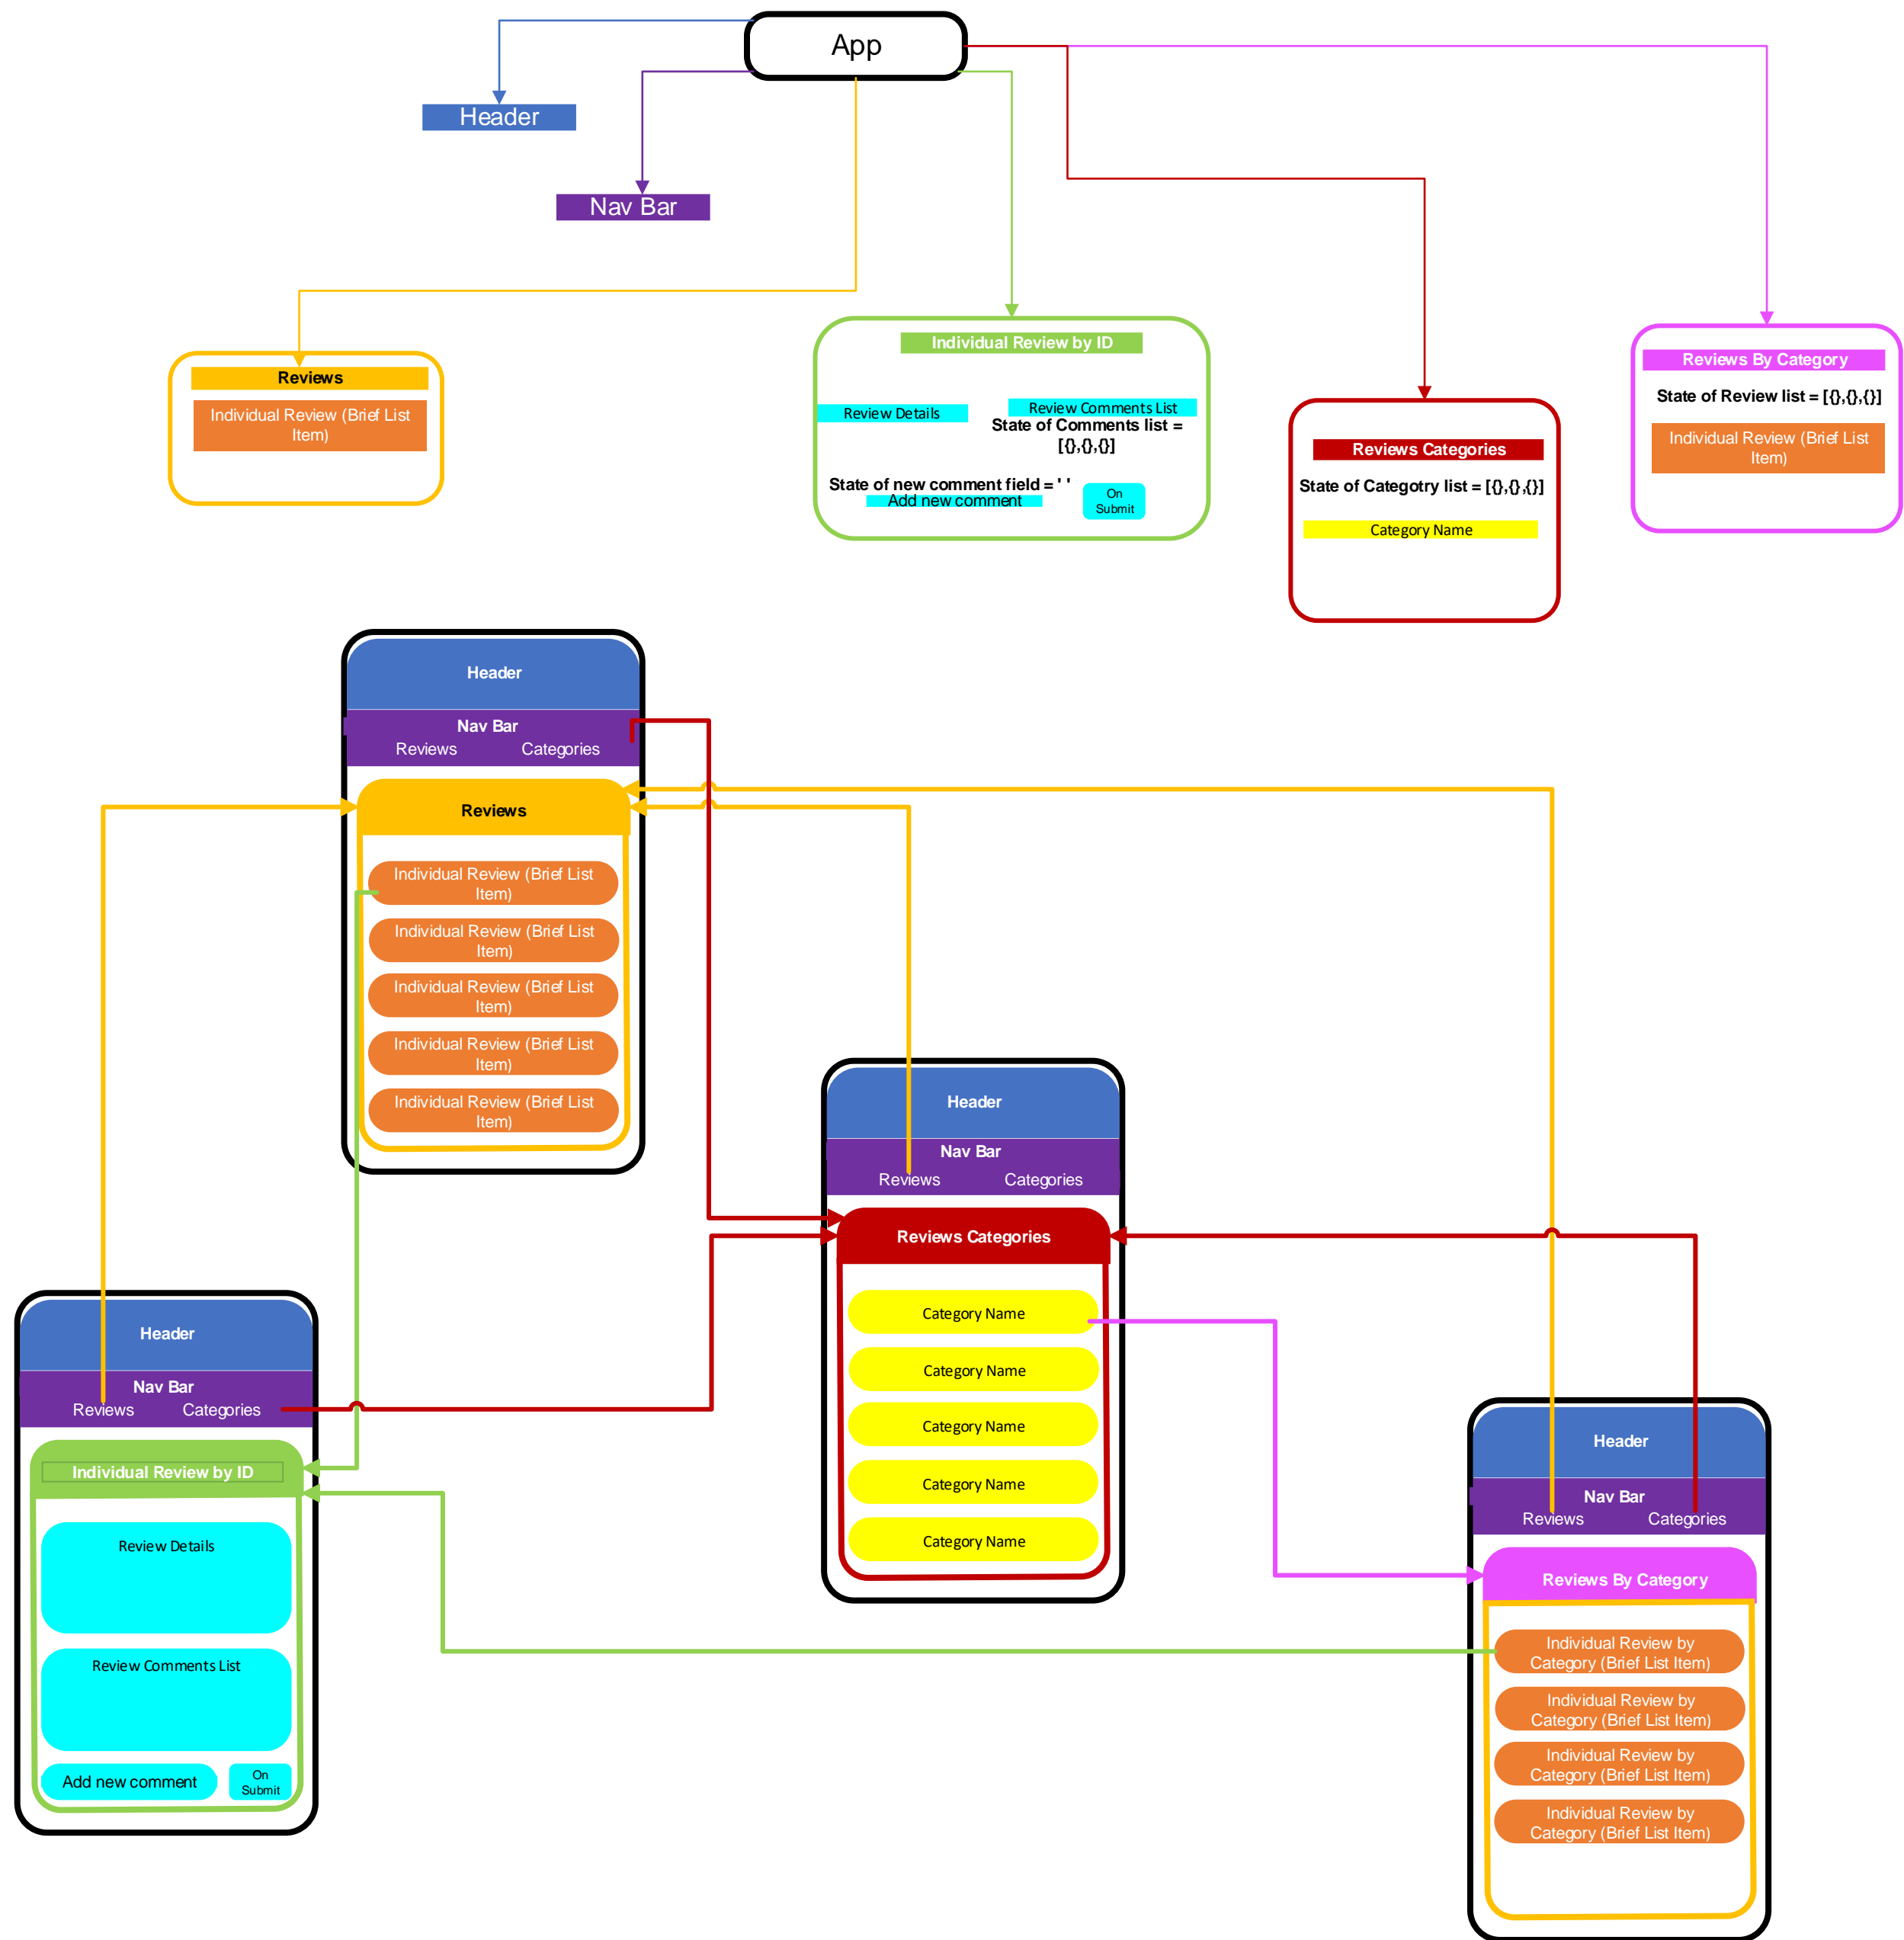 App
Header
Nav Bar
Reviews
Individual Review (Brief List
Item)
Individual Review by ID
Review Details
Review Comments List
State of Comments list =
[{},{},{}]
State of new comment field = ' '
Add new comment
On
Submit
Reviews Categories
State of Categotry list = [{},{},{}]
Category Name
Reviews By Category
State of Review list = [{},{},{}]
Individual Review (Brief List
Item)
Header
Nav Bar
Reviews Categories
Reviews
Individual Review (Brief List
Item)
Individual Review (Brief List
Item)
Individual Review (Brief List
Item)
Individual Review (Brief List
Item)
Individual Review (Brief List
Item)
Header
Nav Bar
Reviews Categories
Reviews Categories
Category Name
Category Name
Category Name
Category Name
Category Name
Header
Nav Bar
Reviews Categories
Individual Review by ID
Review Details
Review Comments List
Add new comment
On
Submit
Header
Nav Bar
Reviews Categories
Reviews By Category
Individual Review by
Category (Brief List Item)
Individual Review by
Category (Brief List Item)
Individual Review by
Category (Brief List Item)
Individual Review by
Category (Brief List Item)